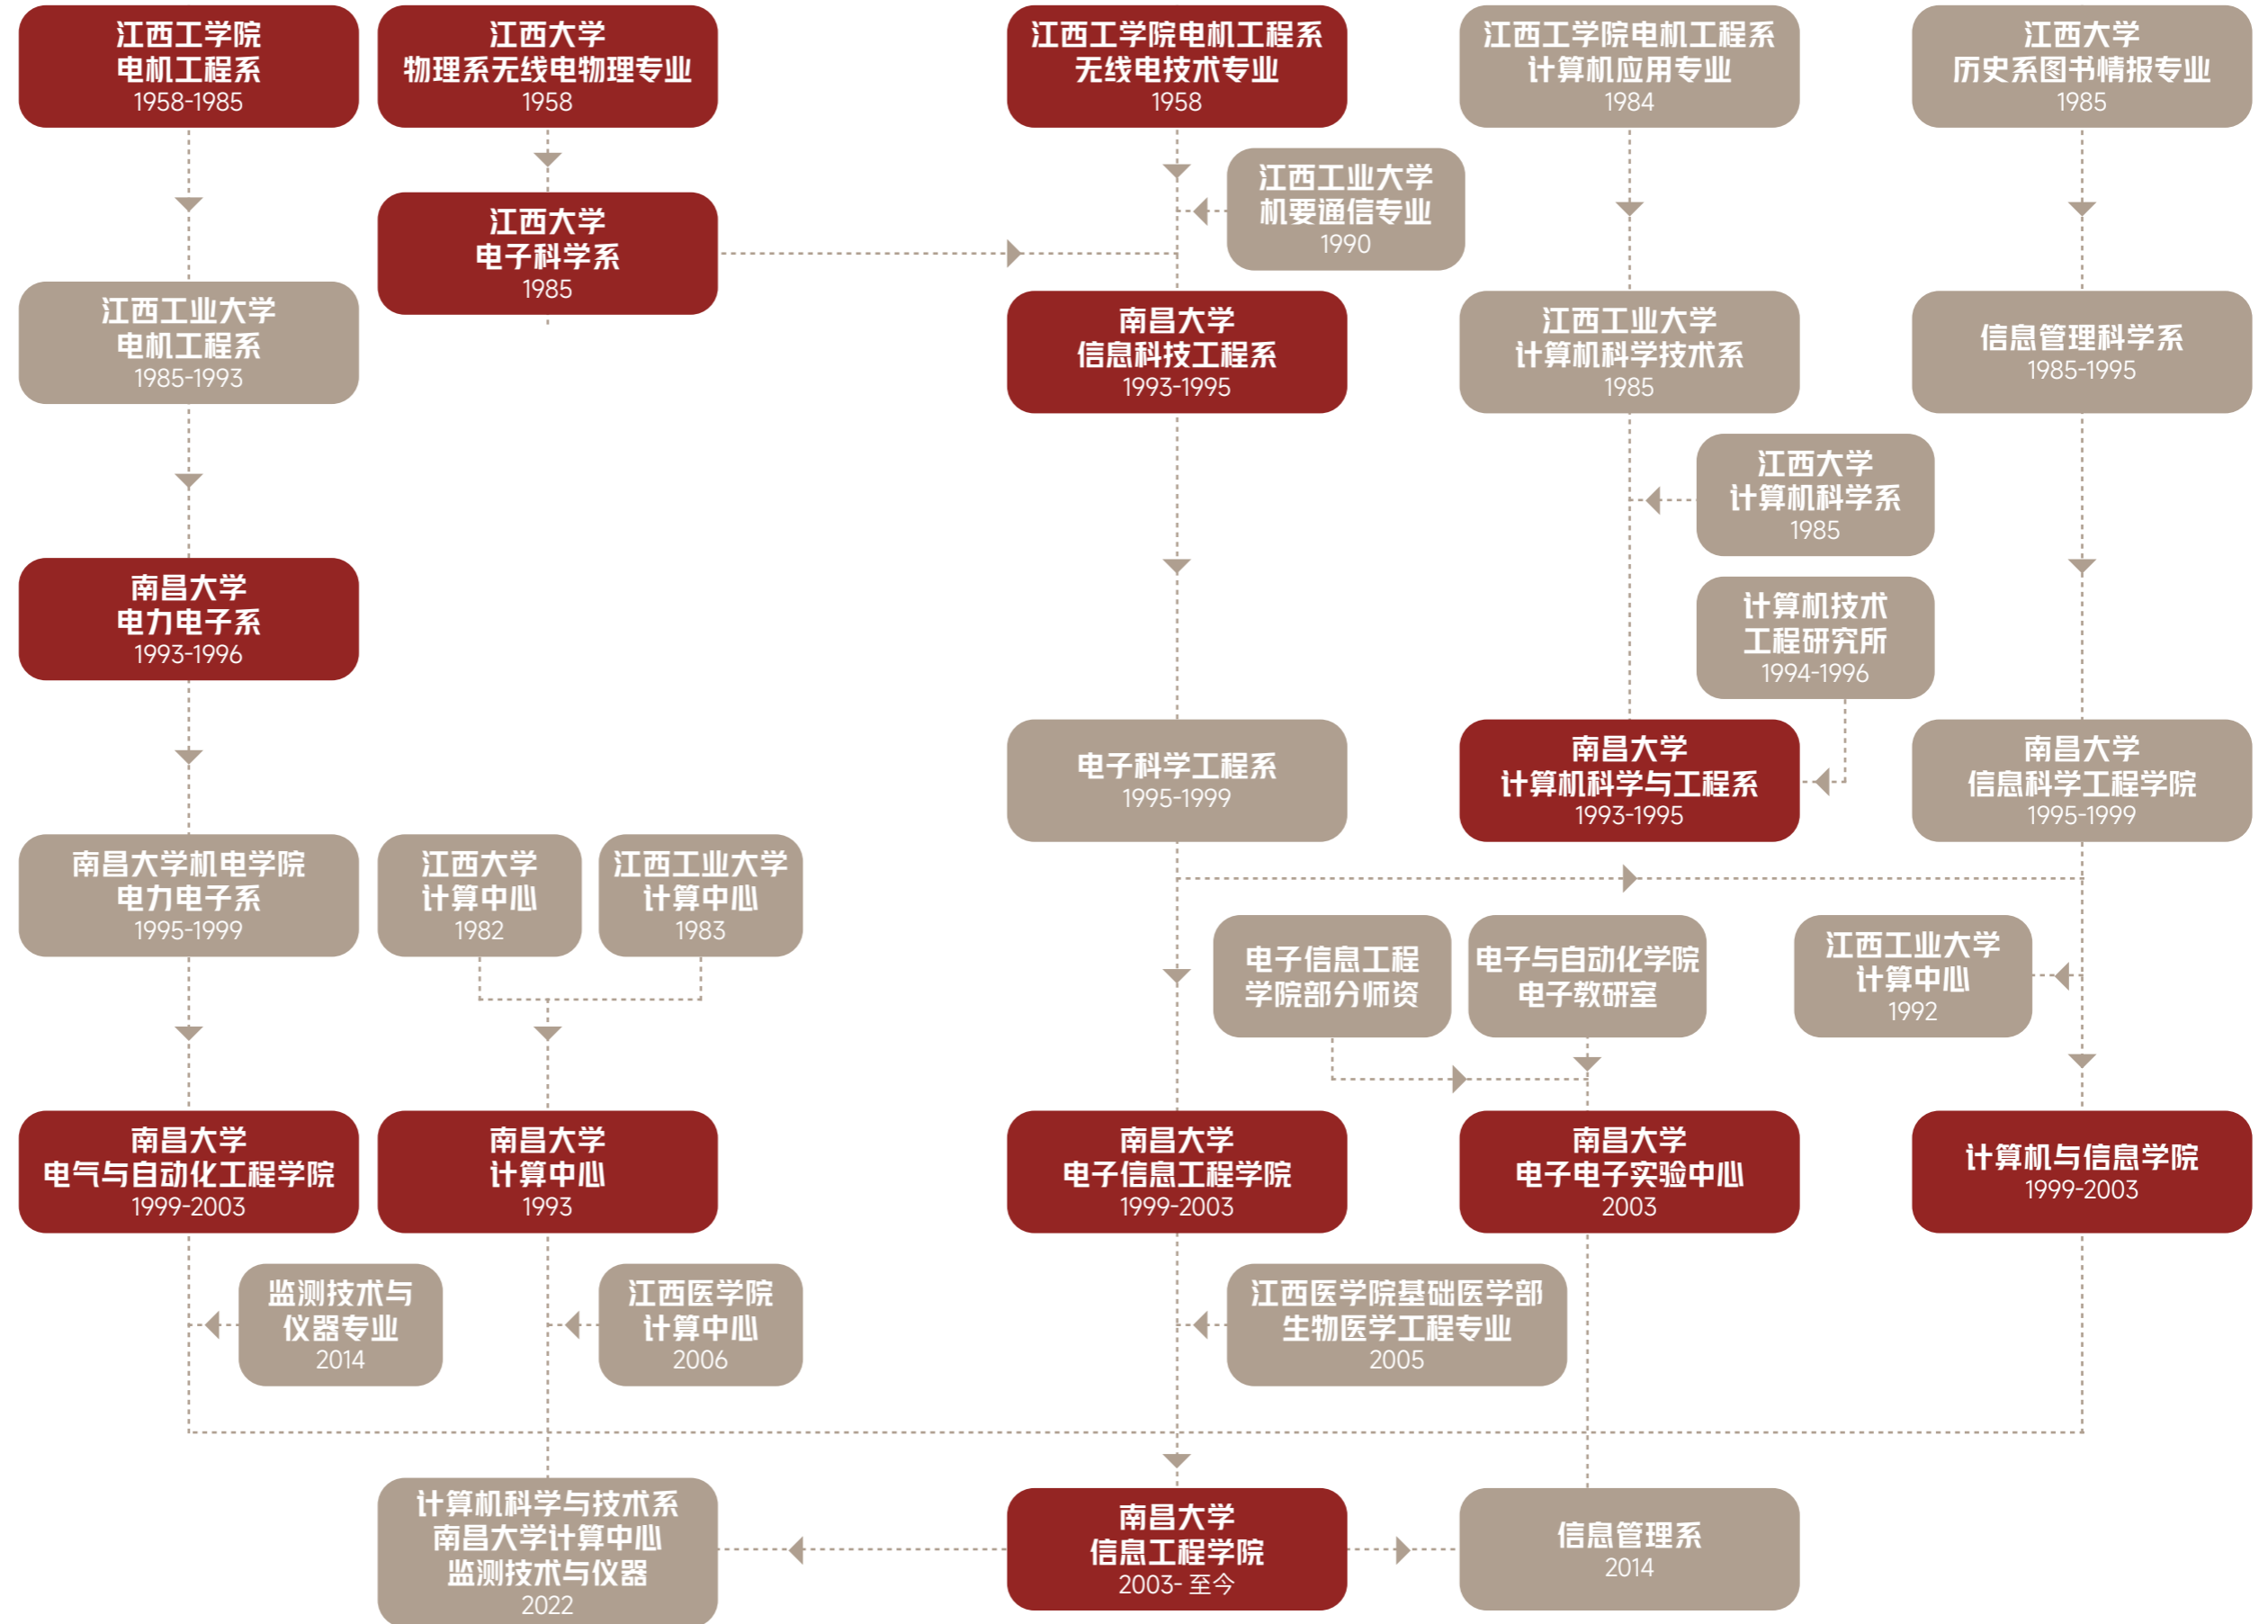 江西工学院
电机工程系
1958-1985
江西大学
物理系无线电物理专业
1958
江西工学院电机工程系
无线电技术专业
1958
江西工学院电机工程系
计算机应用专业
1984
江西大学
历史系图书情报专业
1985
江西工业大学
机要通信专业
1990
江西大学
电子科学系
1985
江西工业大学
电机工程系
1985-1993
南昌大学
信息科技工程系
1993-1995
江西工业大学
计算机科学技术系
1985
信息管理科学系
1985-1995
江西大学
计算机科学系
1985
南昌大学
电力电子系
1993-1996
计算机技术
工程研究所
1994-1996
电子科学工程系
1995-1999
南昌大学
计算机科学与工程系
1993-1995
南昌大学
信息科学工程学院
1995-1999
南昌大学机电学院
电力电子系
1995-1999
江西大学
计算中心
1982
江西工业大学
计算中心
1983
电子信息工程
学院部分师资
电子与自动化学院
电子教研室
江西工业大学
计算中心
1992
南昌大学
电气与自动化工程学院
1999-2003
南昌大学
计算中心
1993
南昌大学
电子信息工程学院
1999-2003
南昌大学
电子电子实验中心
2003
计算机与信息学院
1999-2003
监测技术与
仪器专业
2014
江西医学院
计算中心
2006
江西医学院基础医学部
生物医学工程专业
2005
计算机科学与技术系
南昌大学计算中心
监测技术与仪器
2022
南昌大学
信息工程学院
2003- 至今
信息管理系
2014